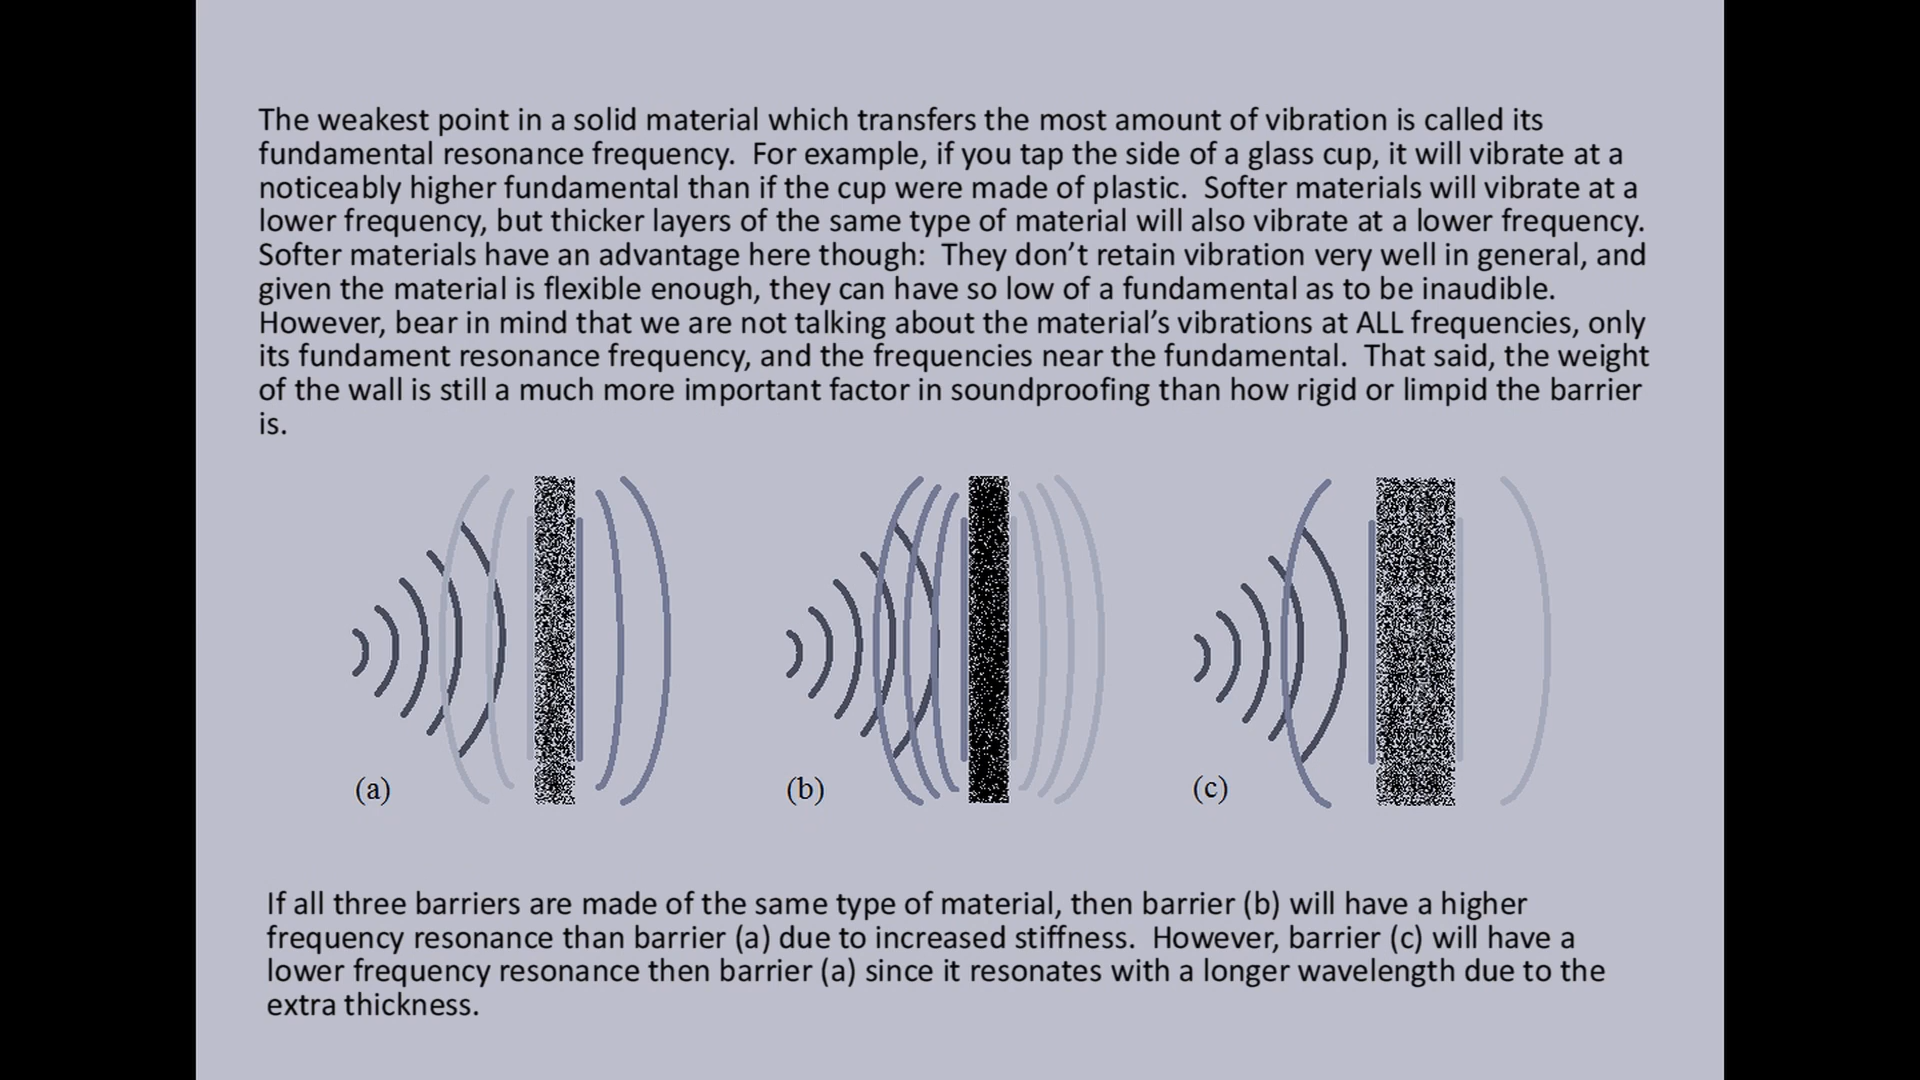 The weakest point in a solid material which transfers the most amount of vibration is called its
fundamental resonance frequency.  For example, if you tap the side of a glass cup, it will vibrate at a
noticeably higher fundamental than if the cup were made of plastic.  Softer materials will vibrate at a
lower frequency, but thicker layers of the same type of material will also vibrate at a lower frequency.
Softer materials have an advantage here though:  They don’t retain vibration very well in general, and
given the material is flexible enough, they can have so low of a fundamental as to be inaudible.
However, bear in mind that we are not talking about the material’s vibrations at ALL frequencies, only
its fundament resonance frequency, and the frequencies near the fundamental.  That said, the weight
of the wall is still a much more important factor in soundproofing than how rigid or limpid the barrier
is.
(a)
(b)
(c)
If all three barriers are made of the same type of material, then barrier (b) will have a higher
frequency resonance than barrier (a) due to increased stiffness.  However, barrier (c) will have a
lower frequency resonance then barrier (a) since it resonates with a longer wavelength due to the
extra thickness.